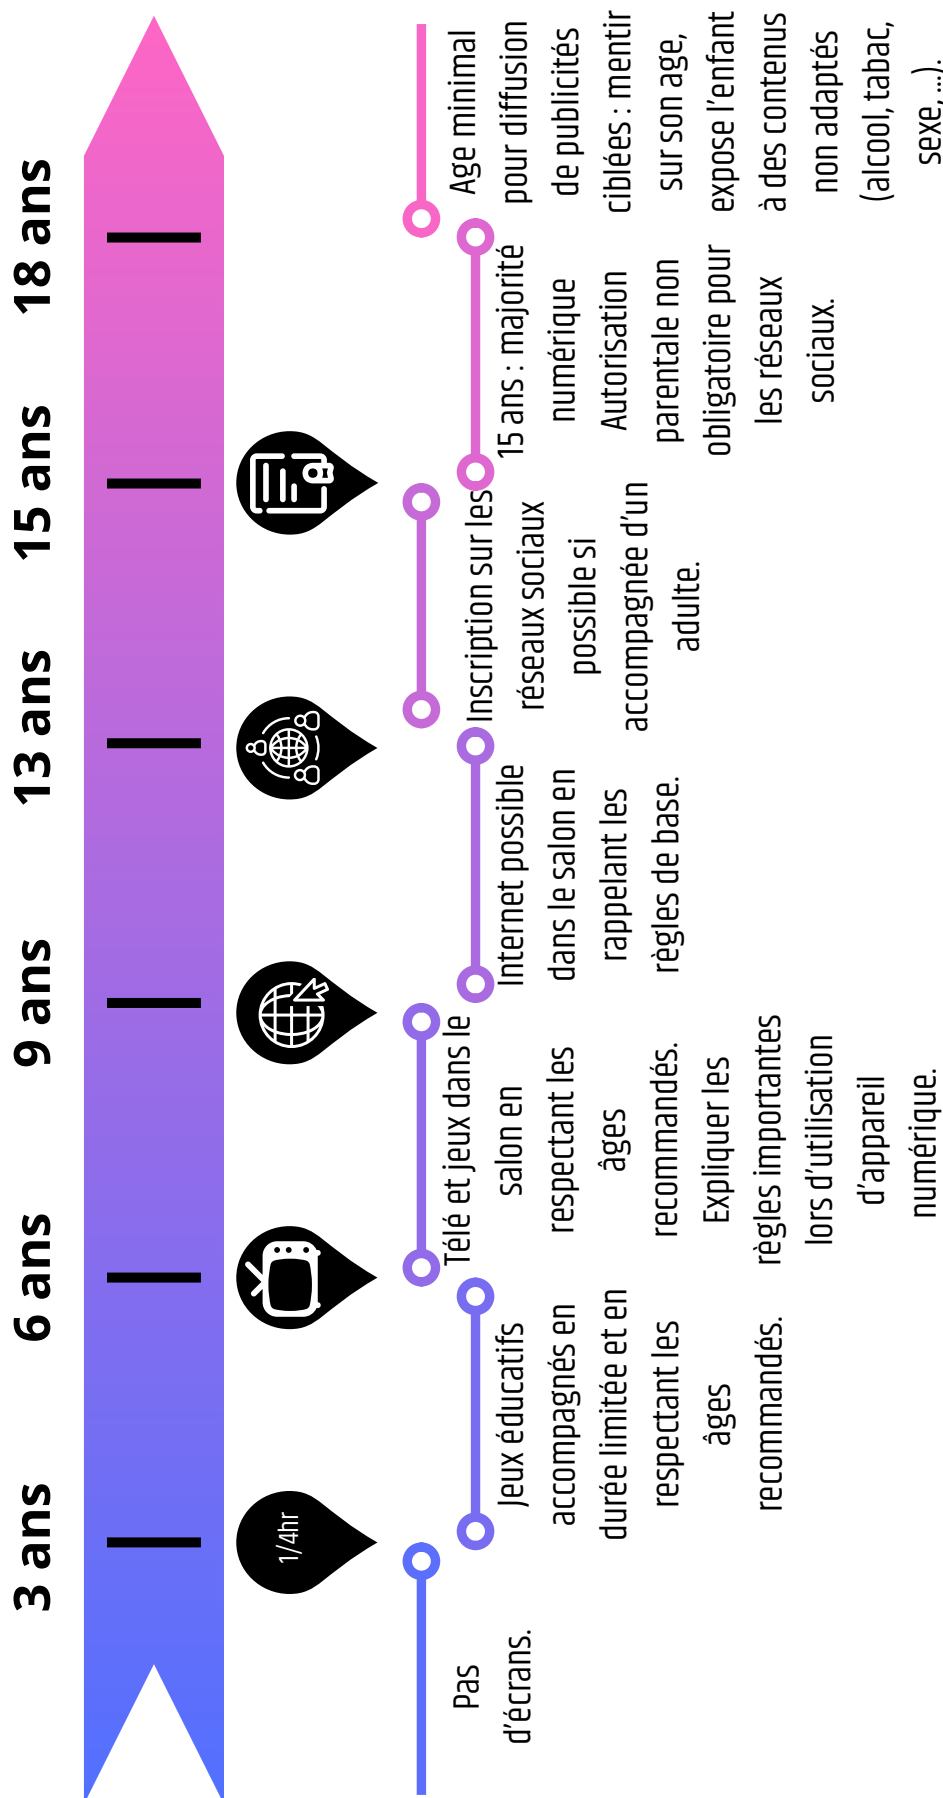 3 ans
6 ans
9 ans
13 ans
15 ans
18 ans
1/4hr
Pas
d'écrans.
Jeux éducatifs
accompagnés en
durée limitée et en
respectant les
âges
recommandés.
Télé et jeux dans le
salon en
respectant les
âges
recommandés.
Expliquer les
règles importantes
lors d'utilisation
d'appareil
numérique.
Internet possible
dans le salon en
rappelant les
règles de base.
Inscription sur les
réseaux sociaux
possible si
accompagnée d'un
adulte.
15 ans : majorité
numérique
Autorisation
parentale non
obligatoire pour
les réseaux
sociaux.
Age minimal
pour diffusion
de publicités
ciblées : mentir
sur son age,
expose l'enfant
à des contenus
non adaptés
(alcool, tabac,
sexe, ...).